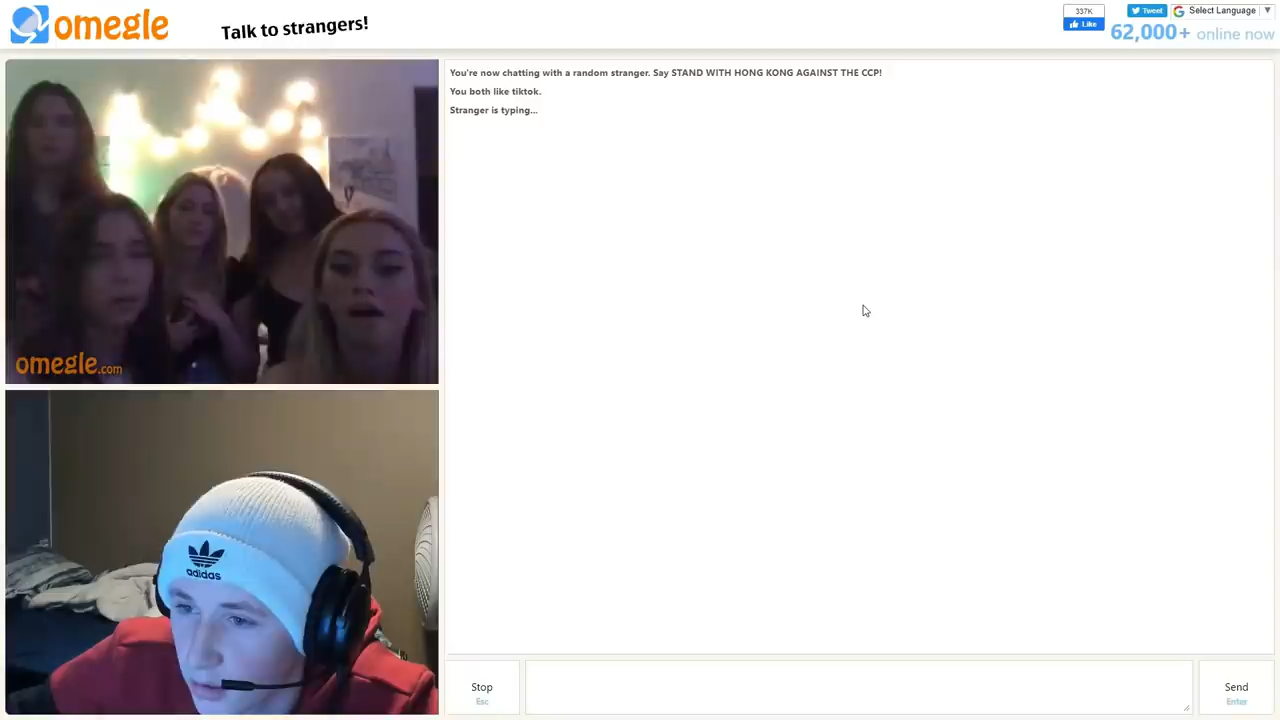 omegle
Talk to strangers!
337K
Like
Tweet
Select Language
62,000+ online now
You're now chatting with a random stranger. Say STAND WITH HONG KONG AGAINST THE CCP!
You both like tiktok.
Stranger is typing...
omegle.com
adidas
Stop
Esc
Send
Enter